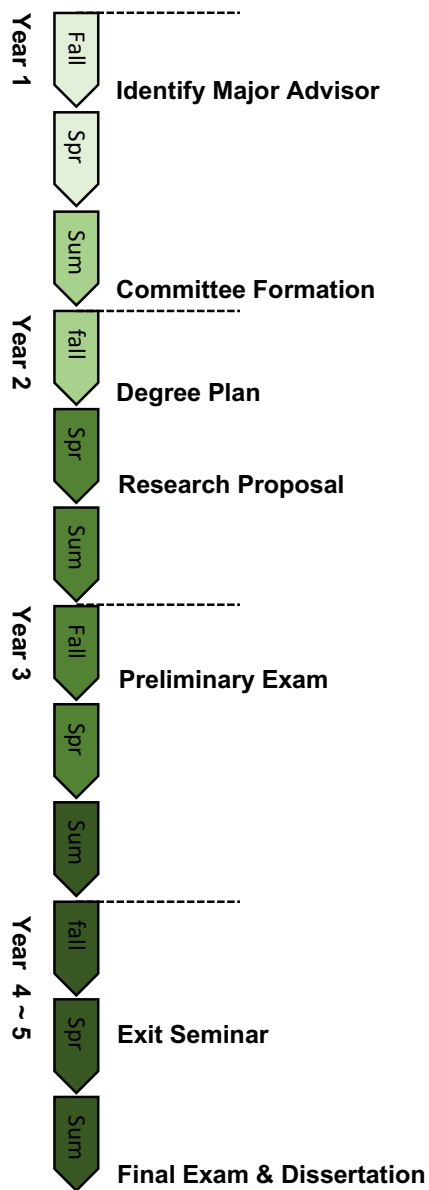 Year 1
Fall
Identify Major Advisor
Spr
Sum
Committee Formation
Year 2
fall
Degree Plan
Spr
Research Proposal
Sum
Year 3
Fall
Preliminary Exam
Spr
Sum
Year 4 ~ 5
fall
Spr
Exit Seminar
Sum
Final Exam & Dissertation